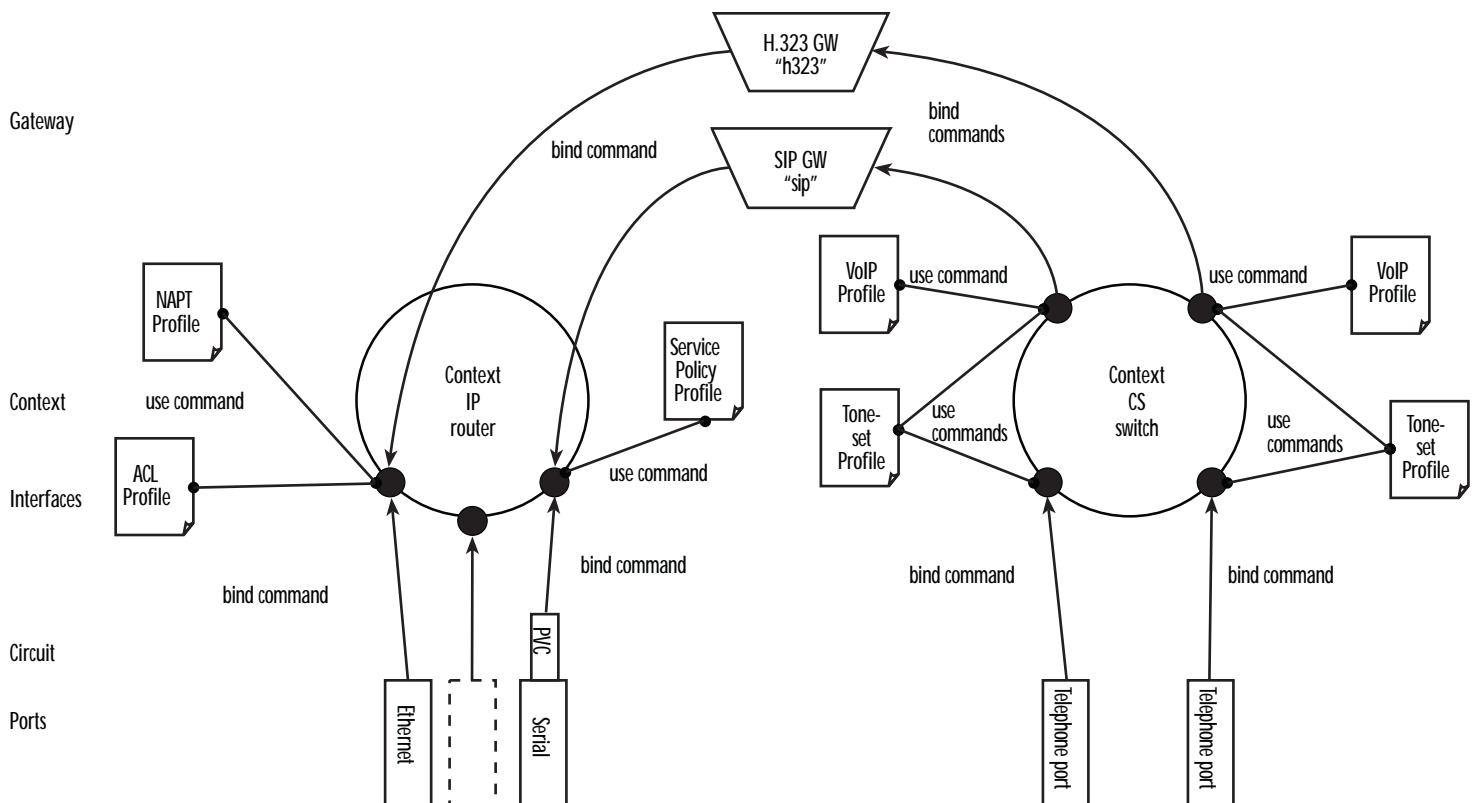 H.323 GW
“h323”
Gateway
bind
commands
bind command
SIP GW
“sip”
NAPT
Profile
VoIP
Profile
use command
use command
VoIP
Profile
Service
Policy
Profile
Context
Context
IP
router
use command
Context
CS
switch
Tone-
set
Profile
use
commands
use
commands
Tone-
set
Profile
ACL
Profile
use command
Interfaces
bind command
bind command
bind command
bind command
PVC
Circuit
Ports
Ethernet
Serial
Telephone port
Telephone port